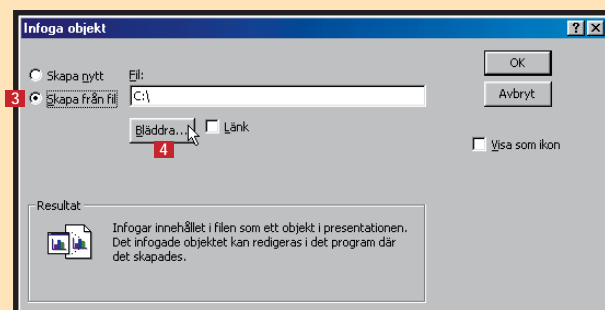 Infoga objekt
Skapa nytt
Fil:
OK
3 Skapa från fil
C:\
Avbryt
Bläddra...
Länk
4
Visa som ikon
Resultat
Infogar innehållet i filen som ett objekt i presentationen.
Det infogade objektet kan redigeras i det program där
det skapades.